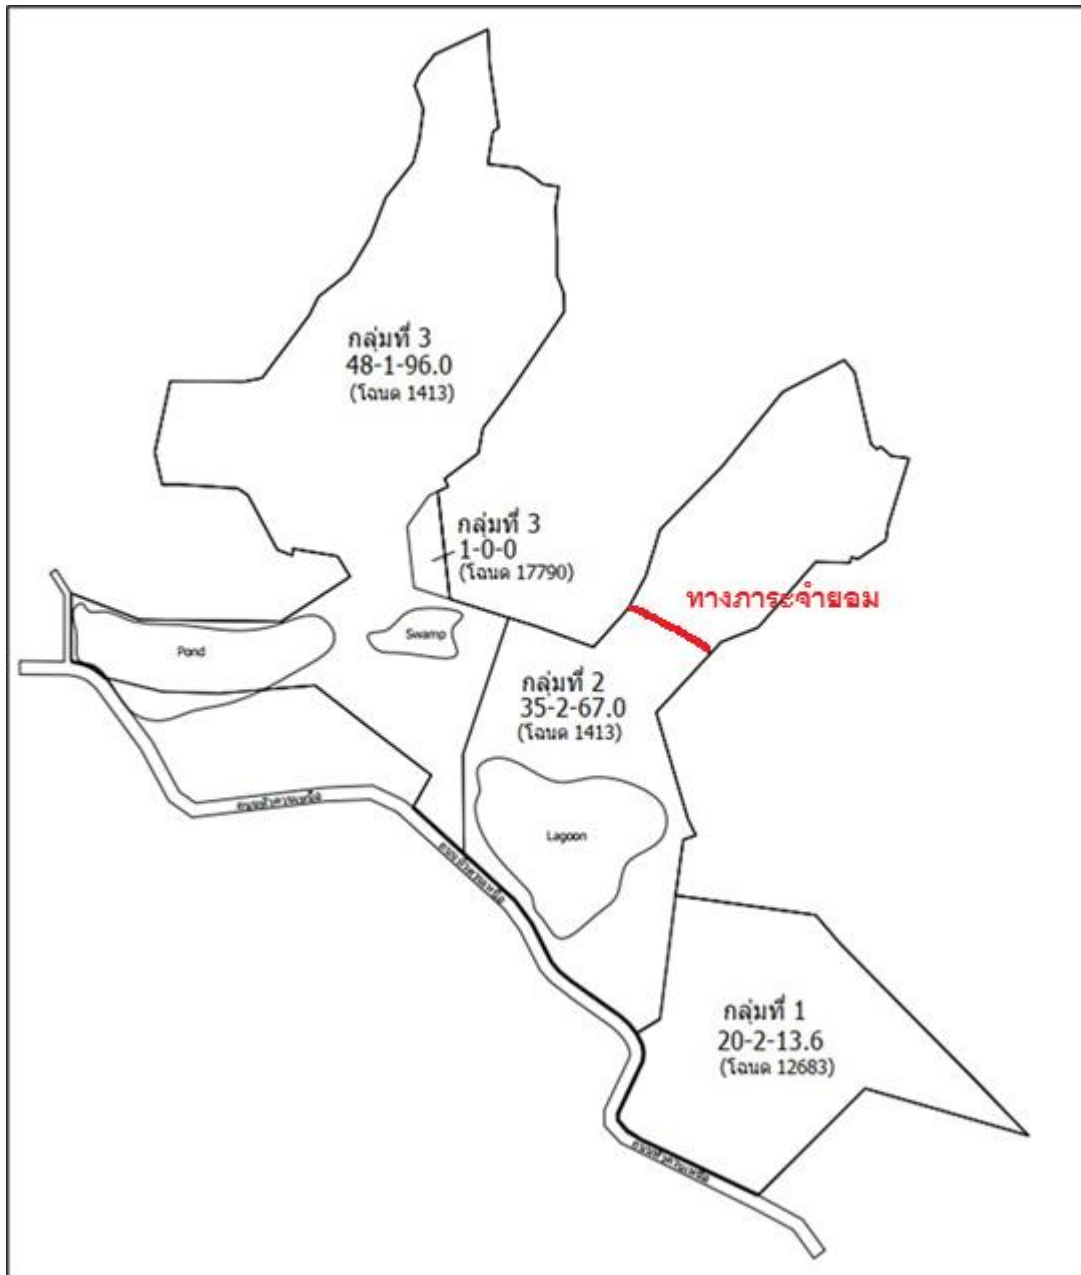 กลุ่มที่ 3
48-1-96.0
(โฉนด 1413)
กลุ่มที่ 3
1-0-0
(โฉนด 17790)
ทางภาระจำยอม
Pond
Swamp
กลุ่มที่ 2
35-2-67.0
(โฉนด 1413)
Lagoon
กลุ่มที่ 1
20-2-13.6
(โฉนด 12683)